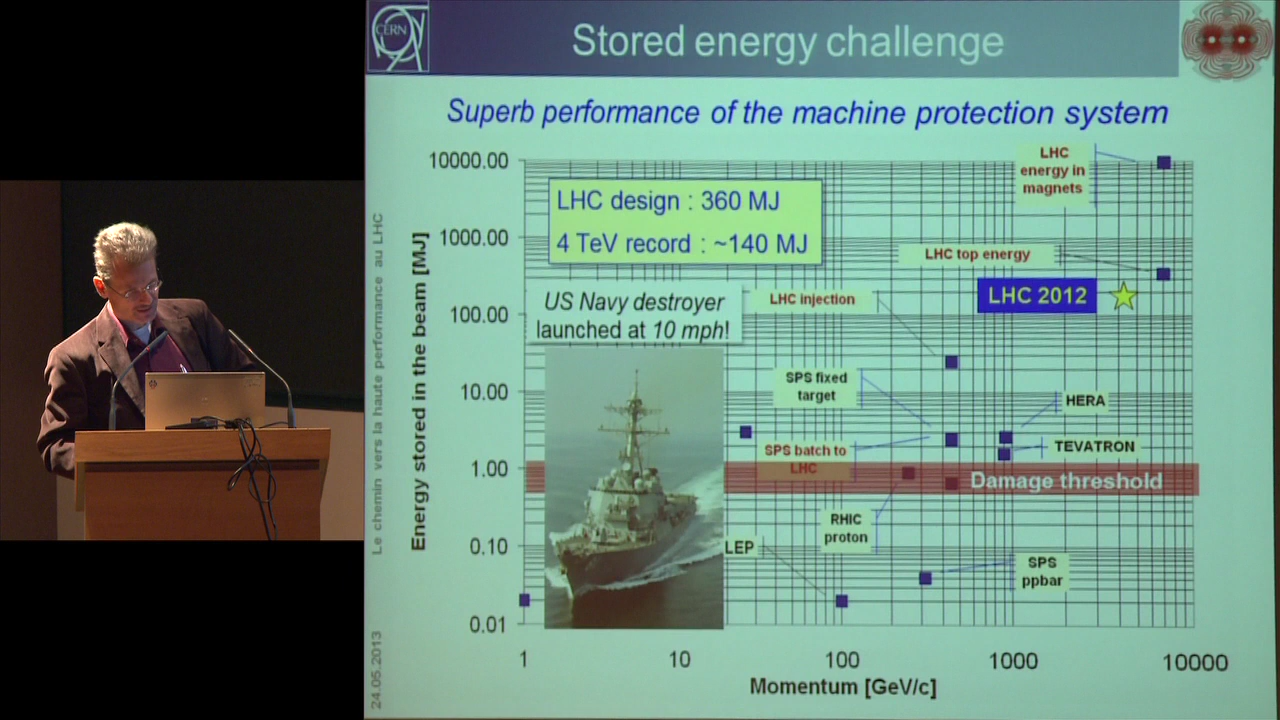 CERN
Stored energy challenge
Superb performance of the machine protection system
Le chemin vers la haute performance au LHC
24.05.2013
Energy stored in the beam [MJ]
10000.00
1000.00
100.00
10.00
1.00
0.10
0.01
LHC design : 360 MJ
4 TeV record : ~140 MJ
US Navy destroyer
launched at 10 mph!
LHC
energy in
magnets
LHC top energy
LHC 2012
LHC injection
SPS fixed
target
HERA
SPS batch to
LHC
TEVATRON
Damage threshold
RHIC
proton
LEP
SPS
ppbar
1
10
100
1000
10000
Momentum [GeV/c]